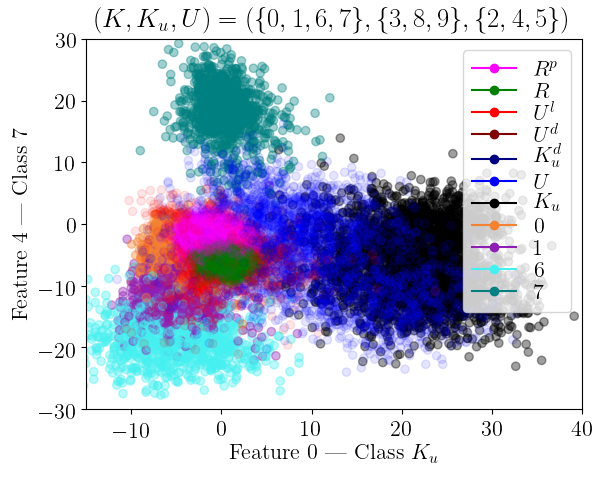 (K, K_u, U) = ({0, 1, 6, 7}, {3, 8, 9}, {2, 4, 5})
30
20
10
0
−10
−20
−30
Feature 4 — Class 7
R^p
R
U^l
U^d
K_u^d
U
K_u
0
1
6
7
−10
0
10
20
30
40
Feature 0 — Class K_u